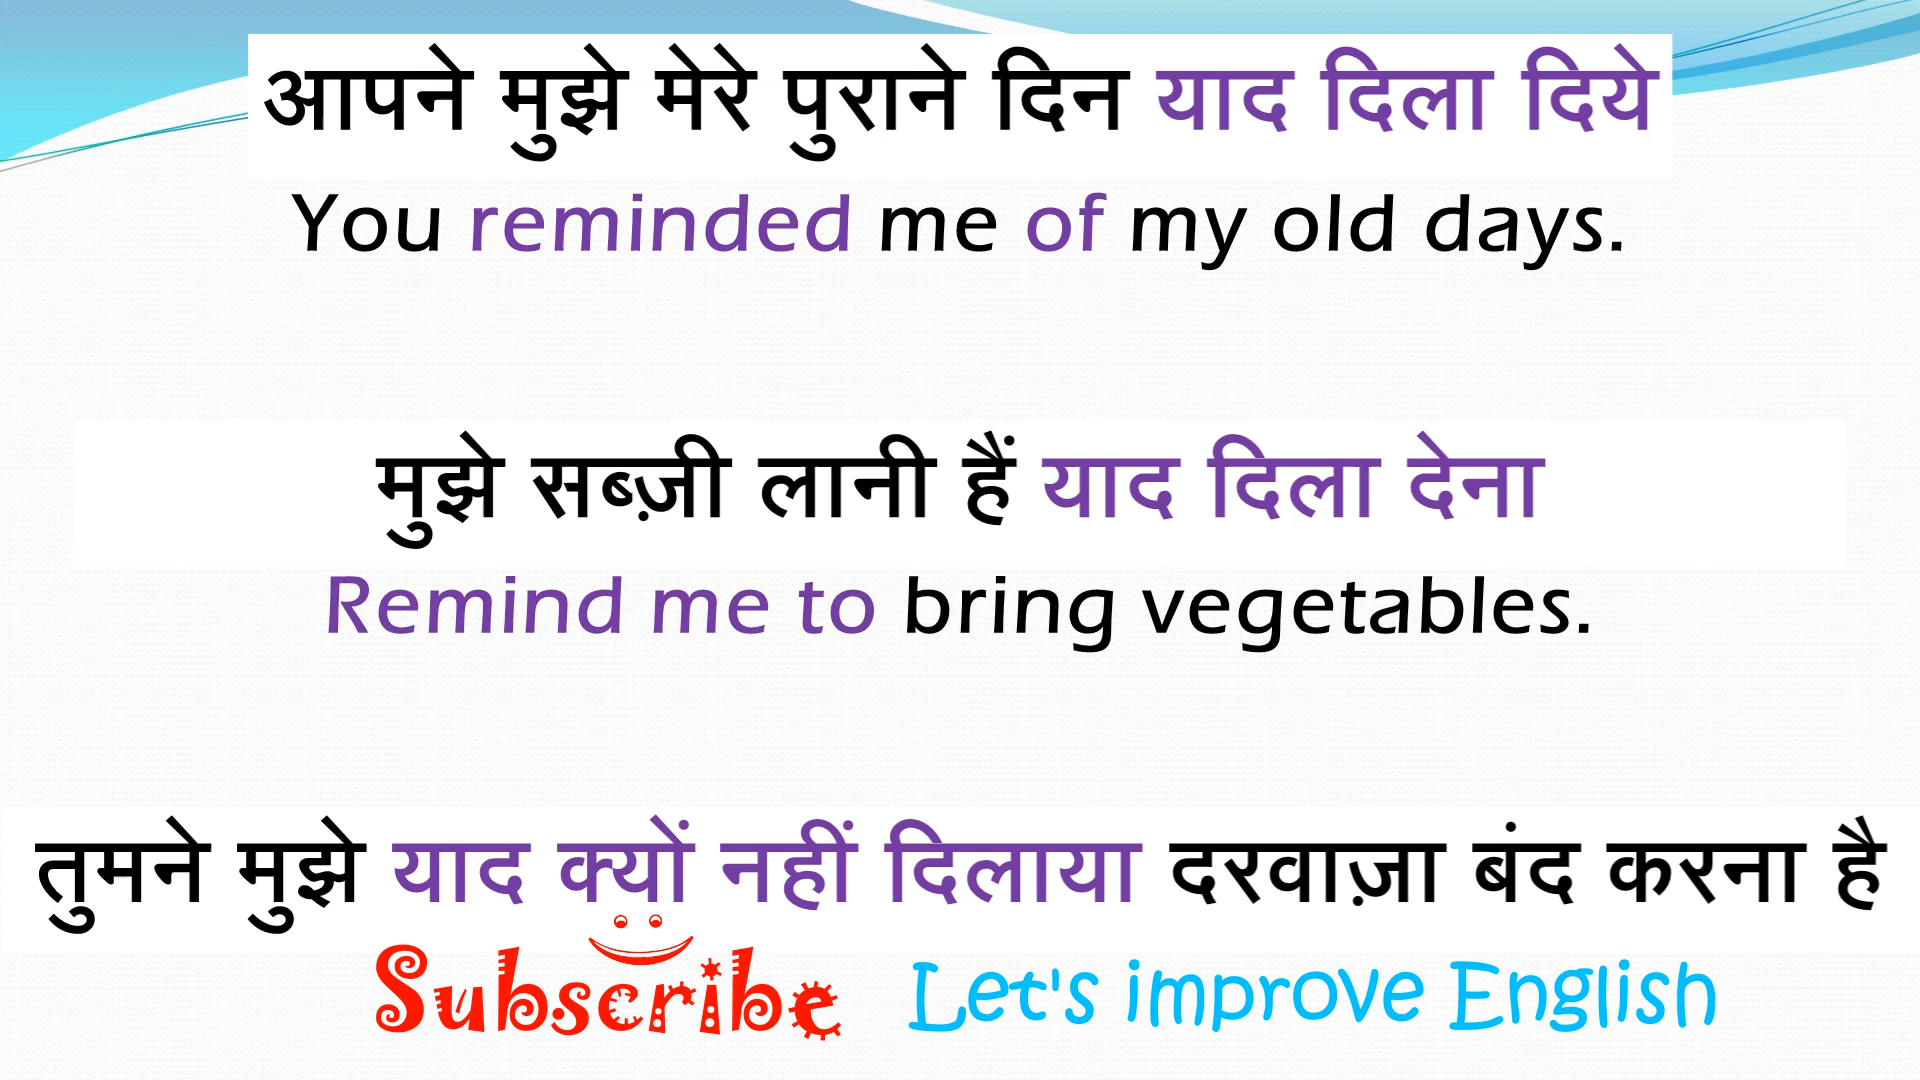 आपने मुझे मेरे पुराने दिन याद दिला दिये
You reminded me of my old days.
मुझे सब्ज़ी लानी हैं याद दिला देना
Remind me to bring vegetables.
तुमने मुझे याद क्यों नहीं दिलाया दरवाज़ा बंद करना है
Subscribe Let's improve English